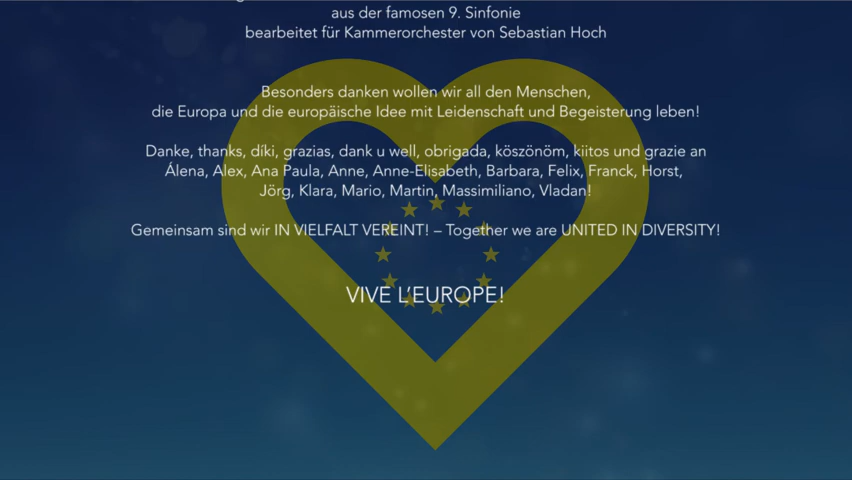 aus der famosen 9. Sinfonie
bearbeitet für Kammerorchester von Sebastian Hoch
Besonders danken wollen wir all den Menschen,
die Europa und die europäische Idee mit Leidenschaft und Begeisterung leben!
Danke, thanks, díki, grazias, dank u well, obrigada, köszönöm, kiitos und grazie an
Álena, Alex, Ana Paula, Anne, Anne-Elisabeth, Barbara, Felix, Franck, Horst,
Jörg, Klara, Mario, Martin, Massimiliano, Vladan!
Gemeinsam sind wir IN VIELFALT VEREINT! – Together we are UNITED IN DIVERSITY!
VIVE L'EUROPE!